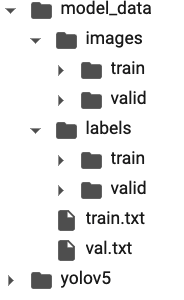 model_data
images
train
valid
labels
train
valid
train.txt
val.txt
yolov5